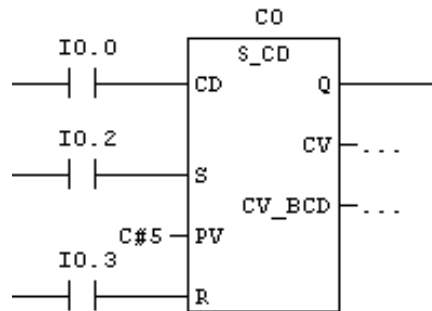 C0
I0.0
S_CD
CD
Q
I0.2
CV
...
S
CV_BCD
...
C#5
PV
I0.3
R